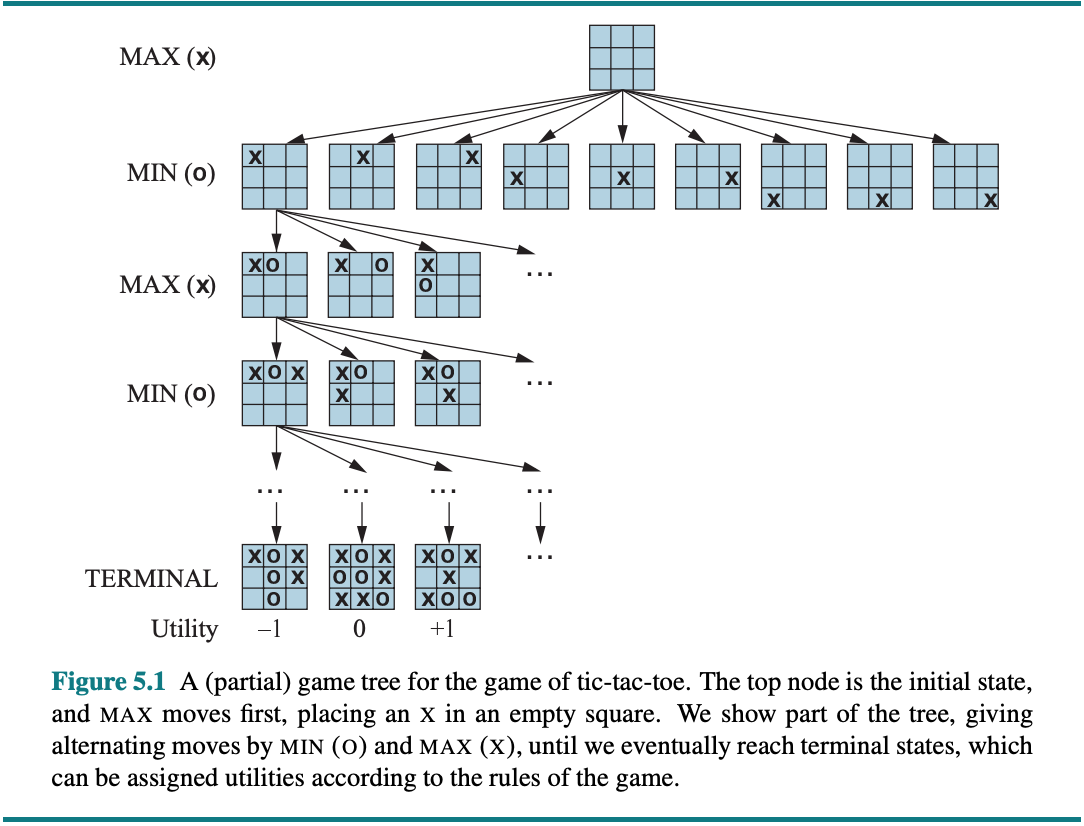 MAX (X)
X X X X X X X X X
MIN (O)
X O X O X
O
MAX (X)
...
X O X X O X O
X X
MIN (O)
...
... ... ... ...
X O X X O X X O X
O X O O X X
O X X O X O O
TERMINAL
...
Utility –1 0 +1
Figure 5.1 A (partial) game tree for the game of tic-tac-toe. The top node is the initial state,
and MAX moves first, placing an X in an empty square. We show part of the tree, giving
alternating moves by MIN (O) and MAX (X), until we eventually reach terminal states, which
can be assigned utilities according to the rules of the game.